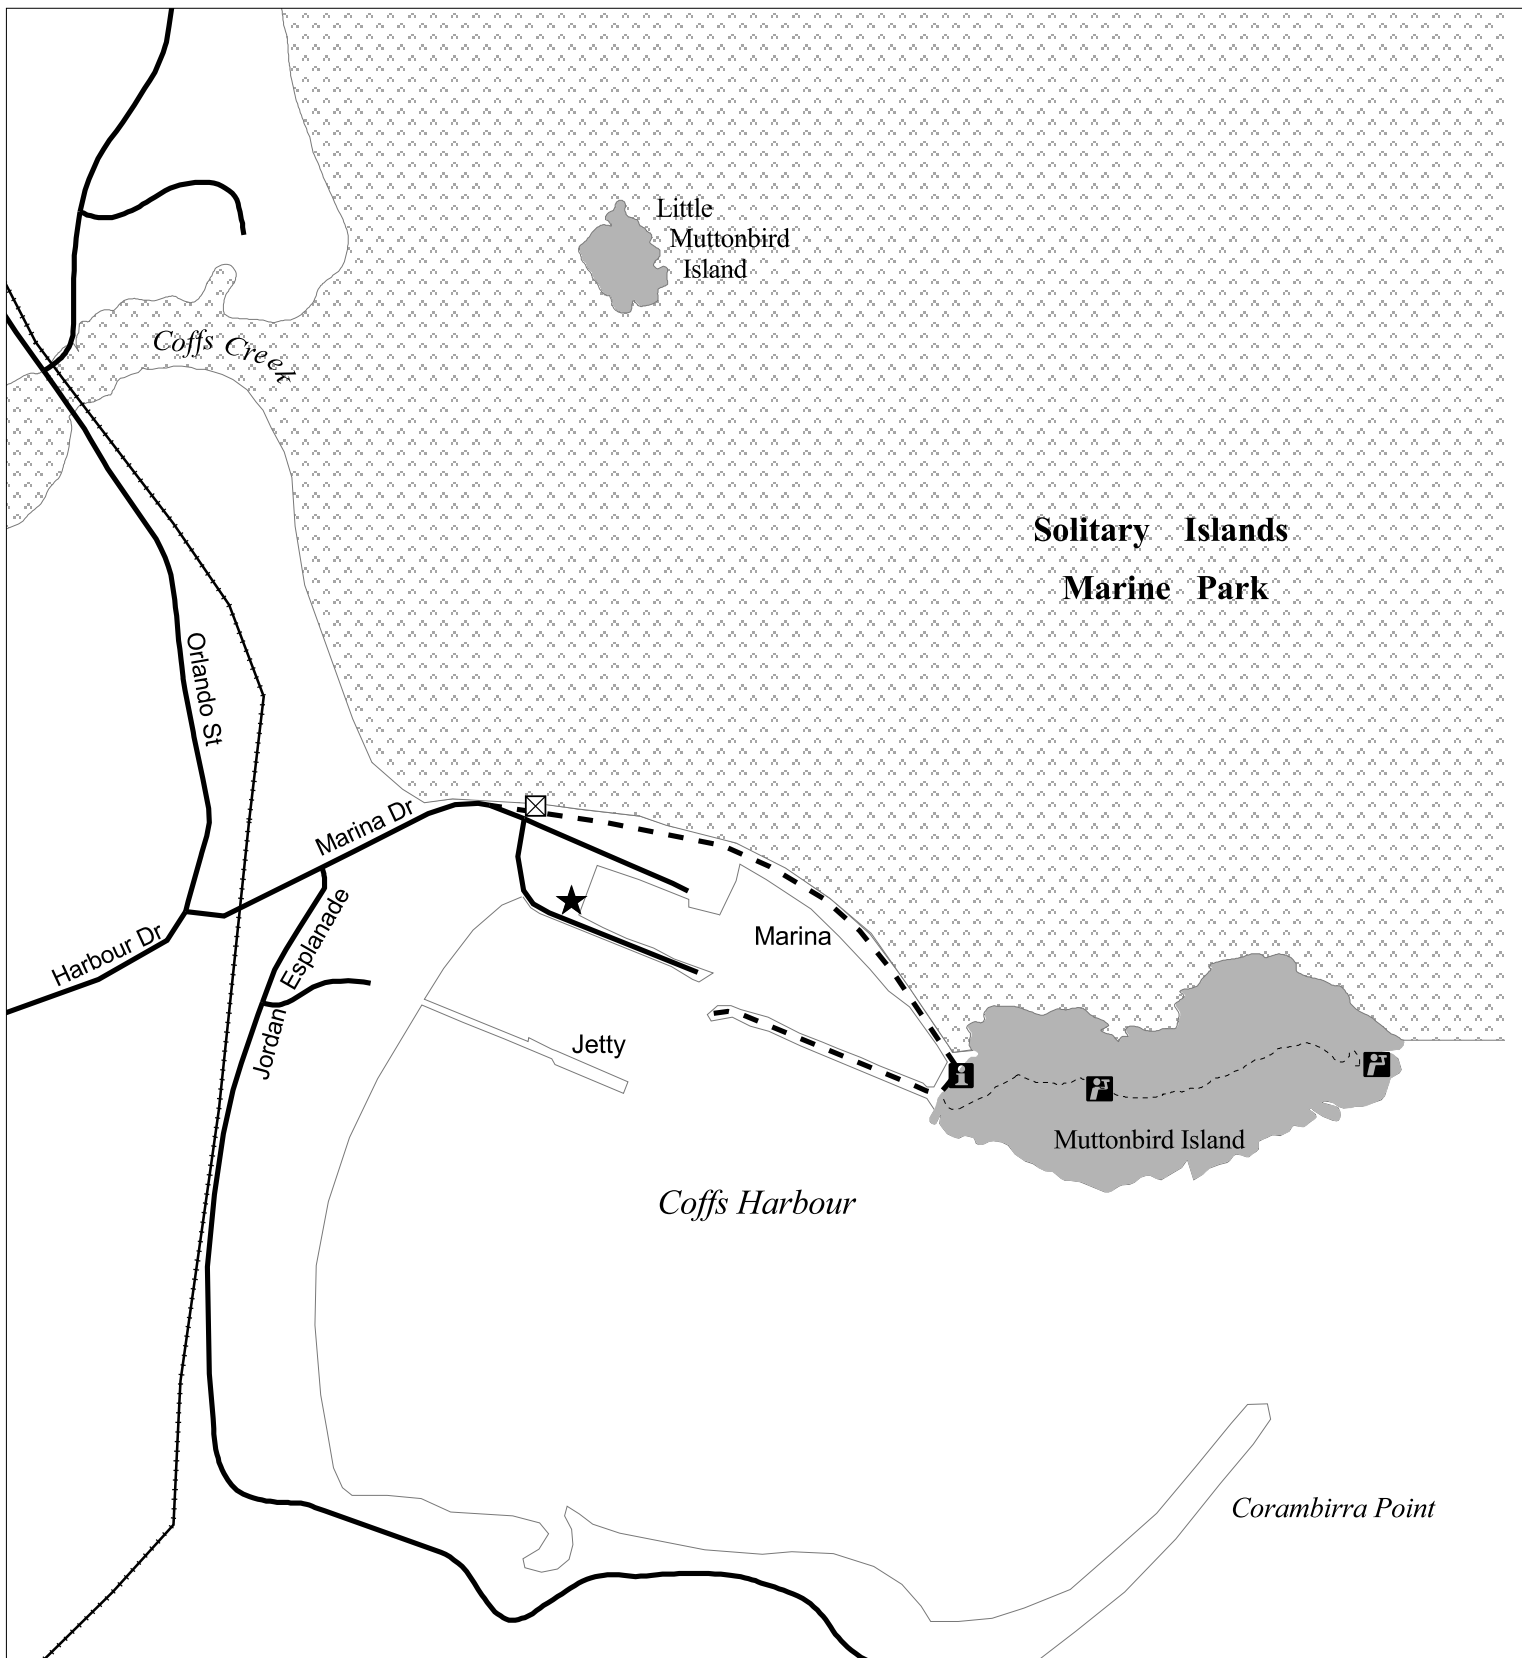 Little
Muttonbird
Island
Coffs Creek
Solitary Islands
Marine Park
Orlando St
Marina Dr
Harbour Dr
Jordan Esplanade
Marina
Jetty
i
Muttonbird Island
Coffs Harbour
Corambirra Point